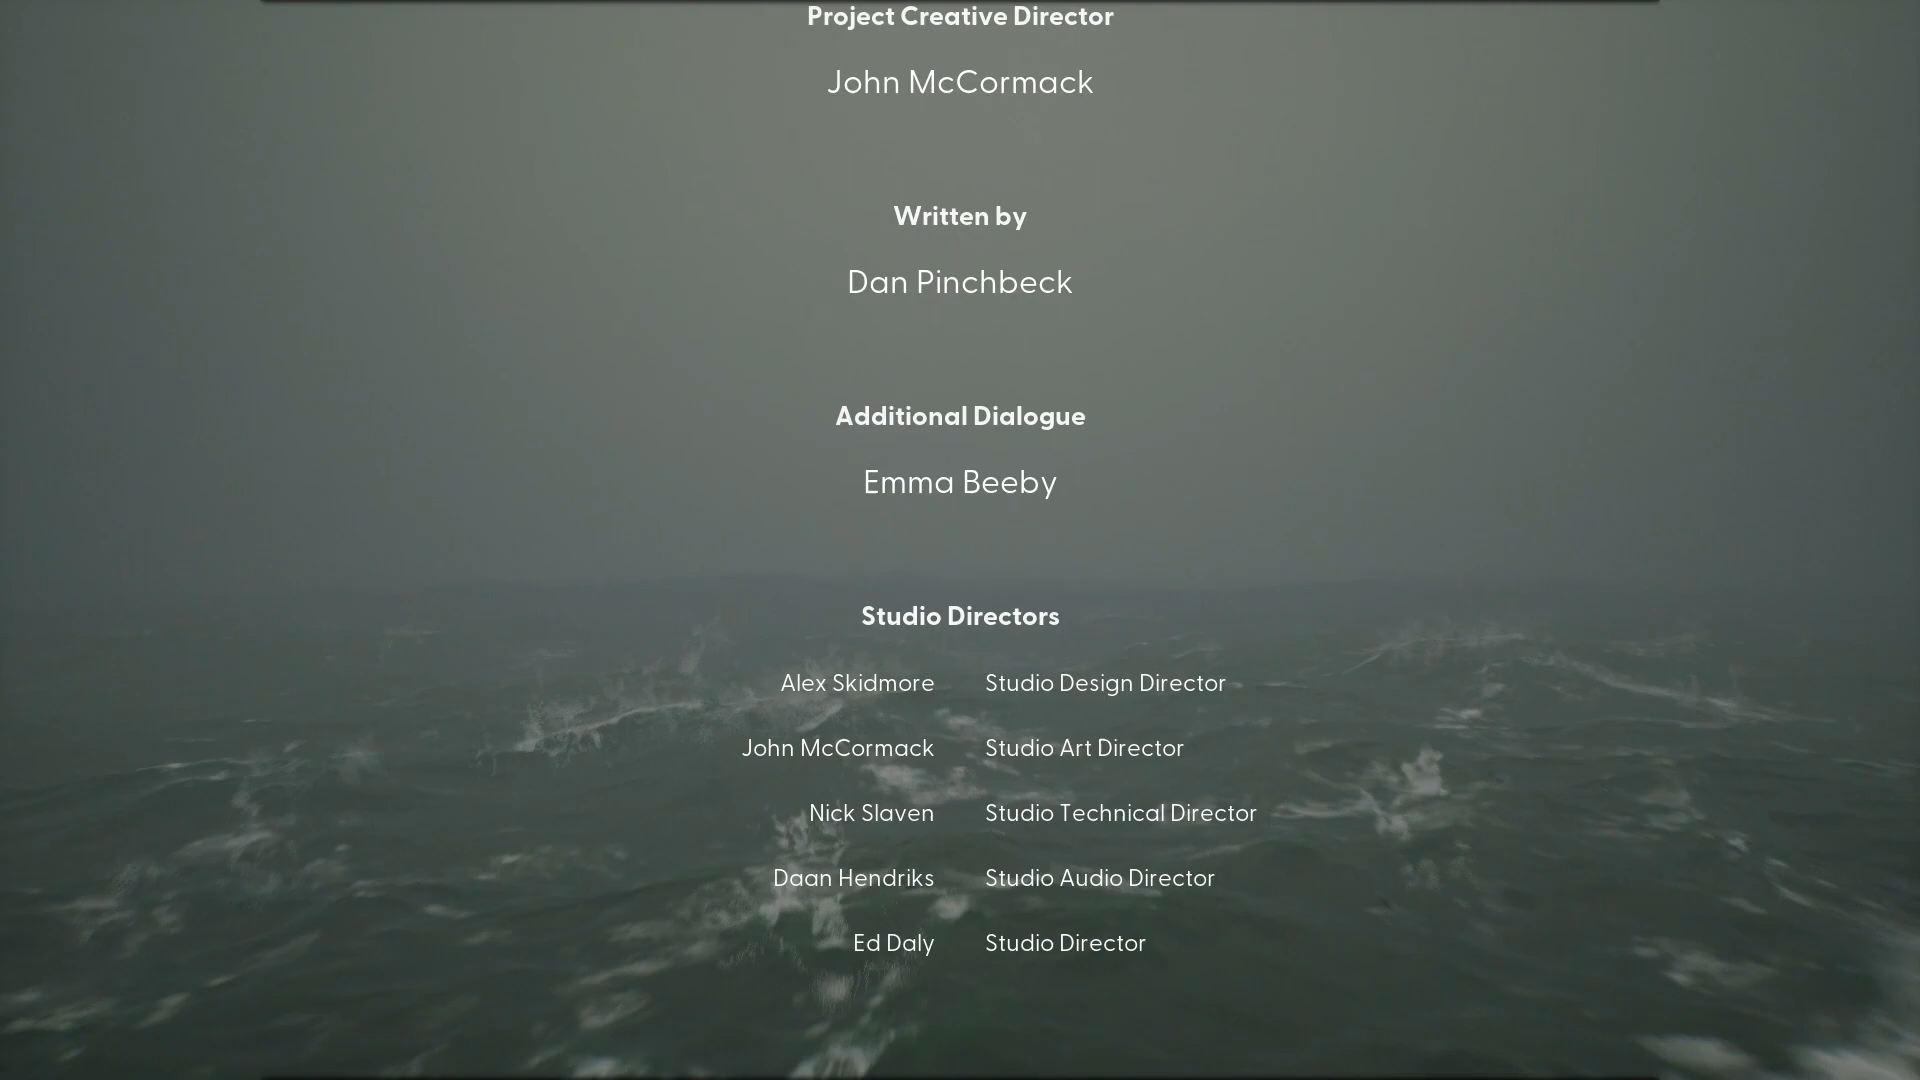 Project Creative Director
John McCormack
Written by
Dan Pinchbeck
Additional Dialogue
Emma Beeby
Studio Directors
Alex Skidmore Studio Design Director
John McCormack Studio Art Director
Nick Slaven Studio Technical Director
Daan Hendriks Studio Audio Director
Ed Daly Studio Director